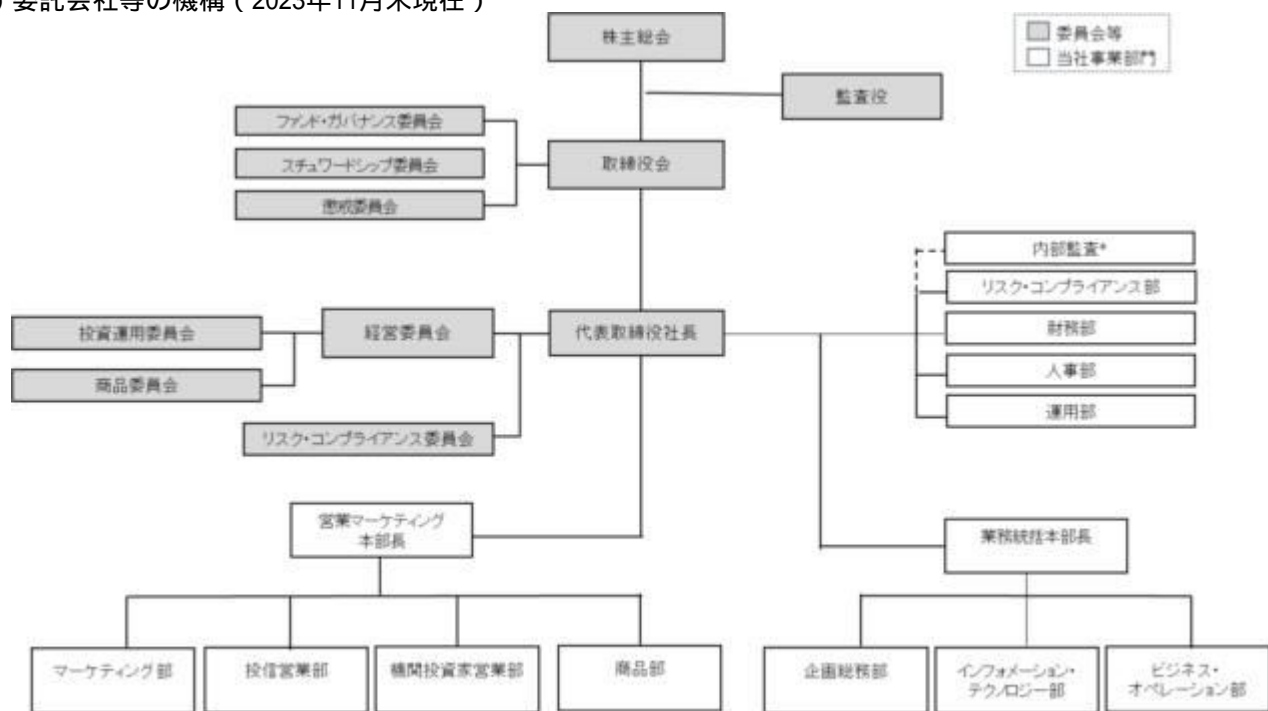 委託会社等の機構（2023年11月末現在）
株主総会
委員会等
当社事業部門
監査役
ファンド・ガバナンス委員会
スチュワードシップ委員会
懲戒委員会
取締役会
内部監査*
リスク・コンプライアンス部
財務部
人事部
運用部
投資運用委員会
商品委員会
経営委員会
代表取締役社長
リスク・コンプライアンス委員会
営業マーケティング
本部長
業務統括本部長
マーケティング部
投信営業部
機関投資家営業部
商品部
企画総務部
インフォメーション・
テクノロジー部
ビジネス・
オペレーション部